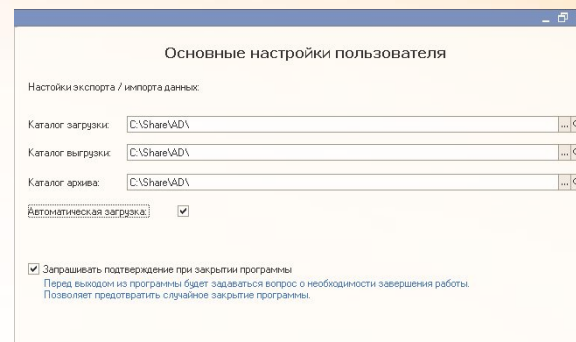 Основные настройки пользователя
Настойки экспорта / импорта данных:
Каталог загрузки: C:\Share\AD\ ...
Каталог выгрузки: C:\Share\AD\ ...
Каталог архива: C:\Share\AD\ ...
Автоматическая загрузка:
Запрашивать подтверждение при закрытии программы
Перед выходом из программы будет задаваться вопрос о необходимости завершения работы.
Позволяет предотвратить случайное закрытие программы.